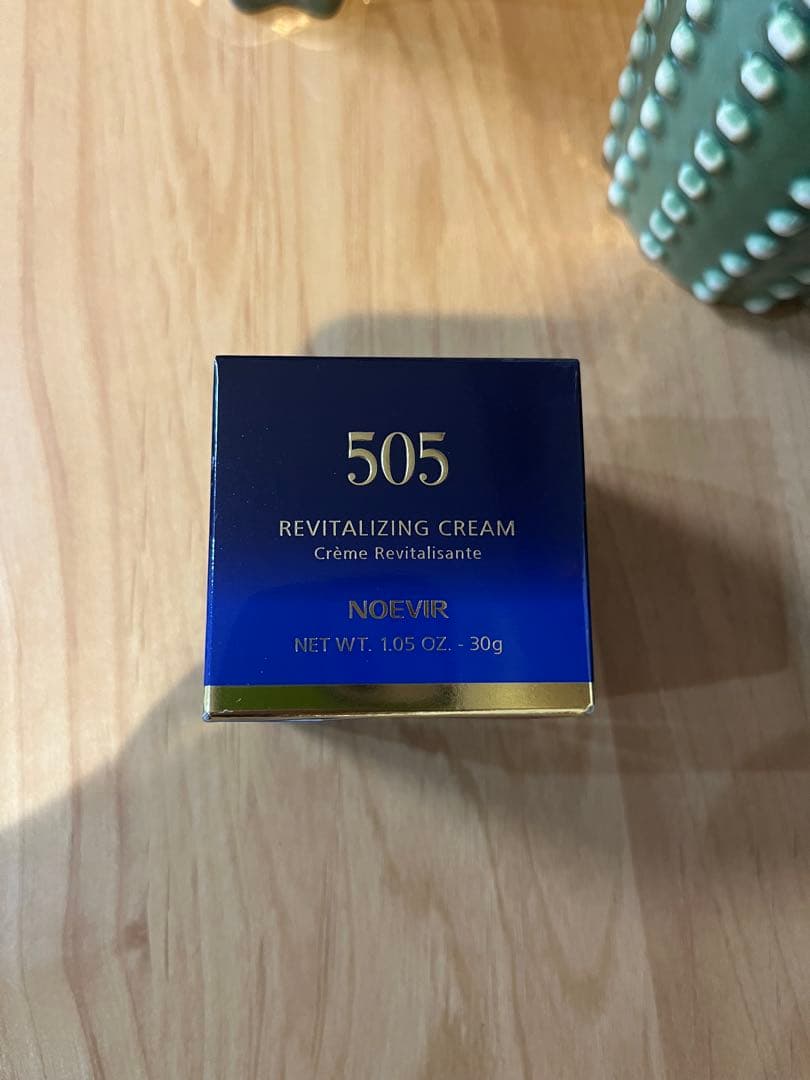 505
REVITALIZING CREAM
Crème Revitalisante
NOEVIR
NET WT. 1.05 OZ. - 30g